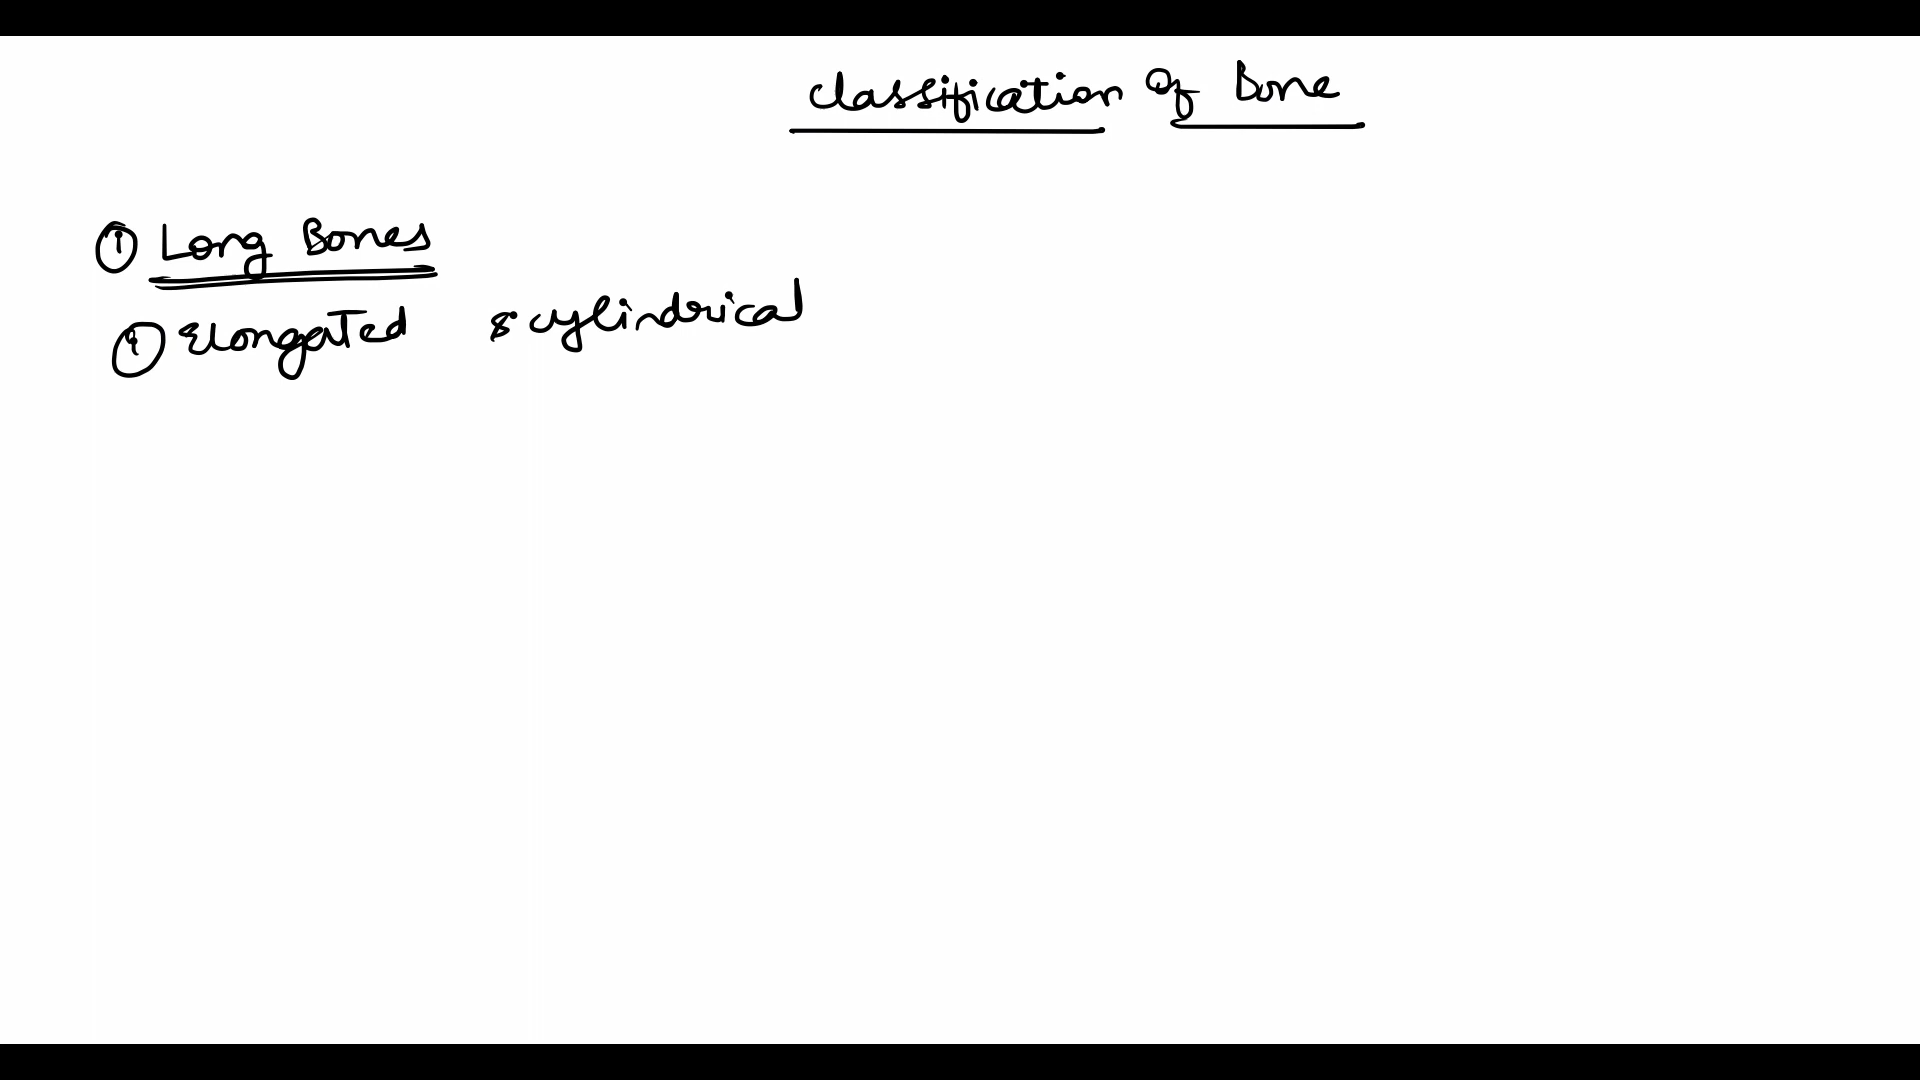 Classification Of Bone
① Long Bones
① Elongated & cylindrical